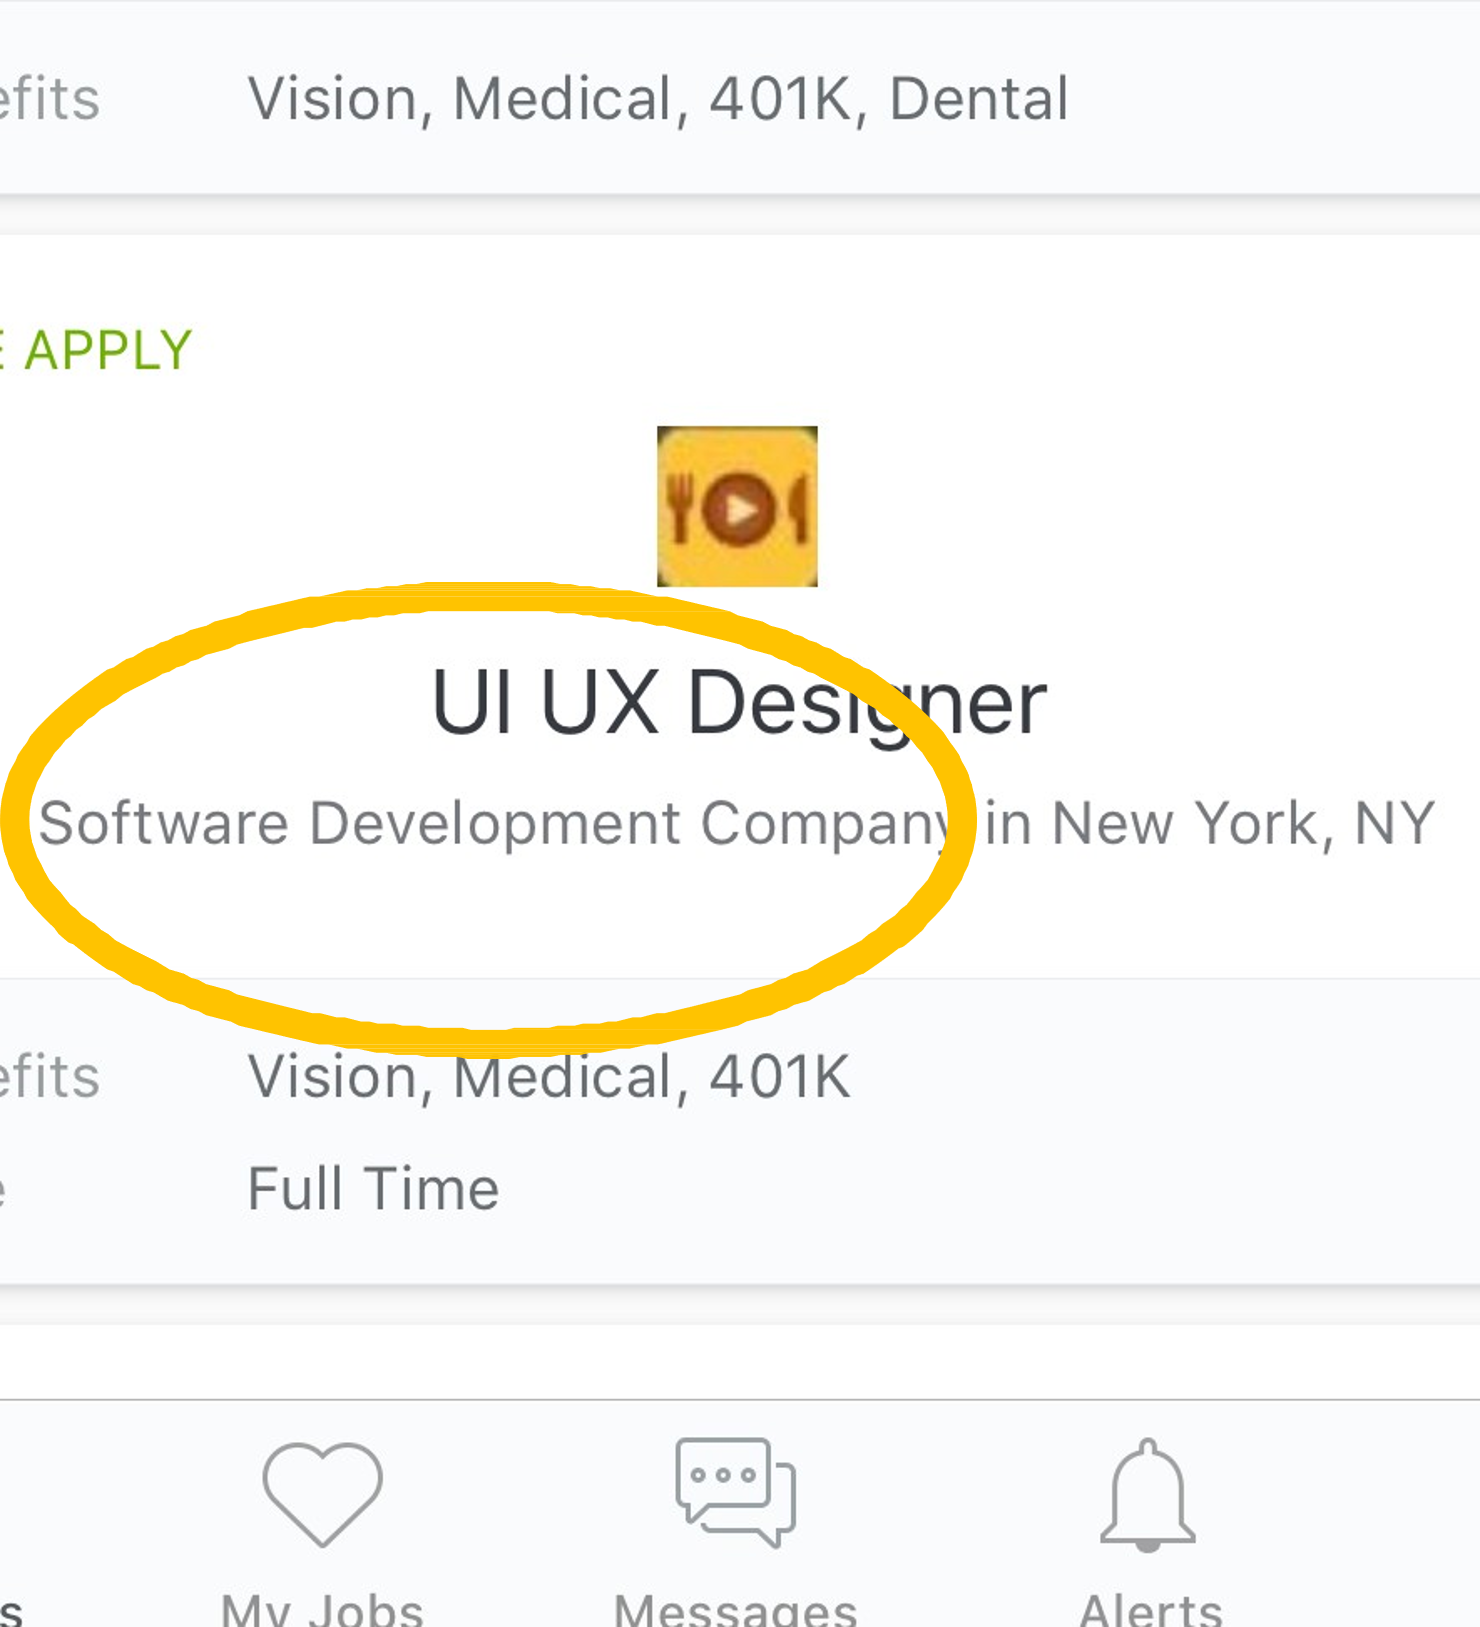 efits Vision, Medical, 401K, Dental
APPLY
UI UX Designer
Software Development Company in New York, NY
efits Vision, Medical, 401K
e Full Time
s My Jobs Messages Alerts